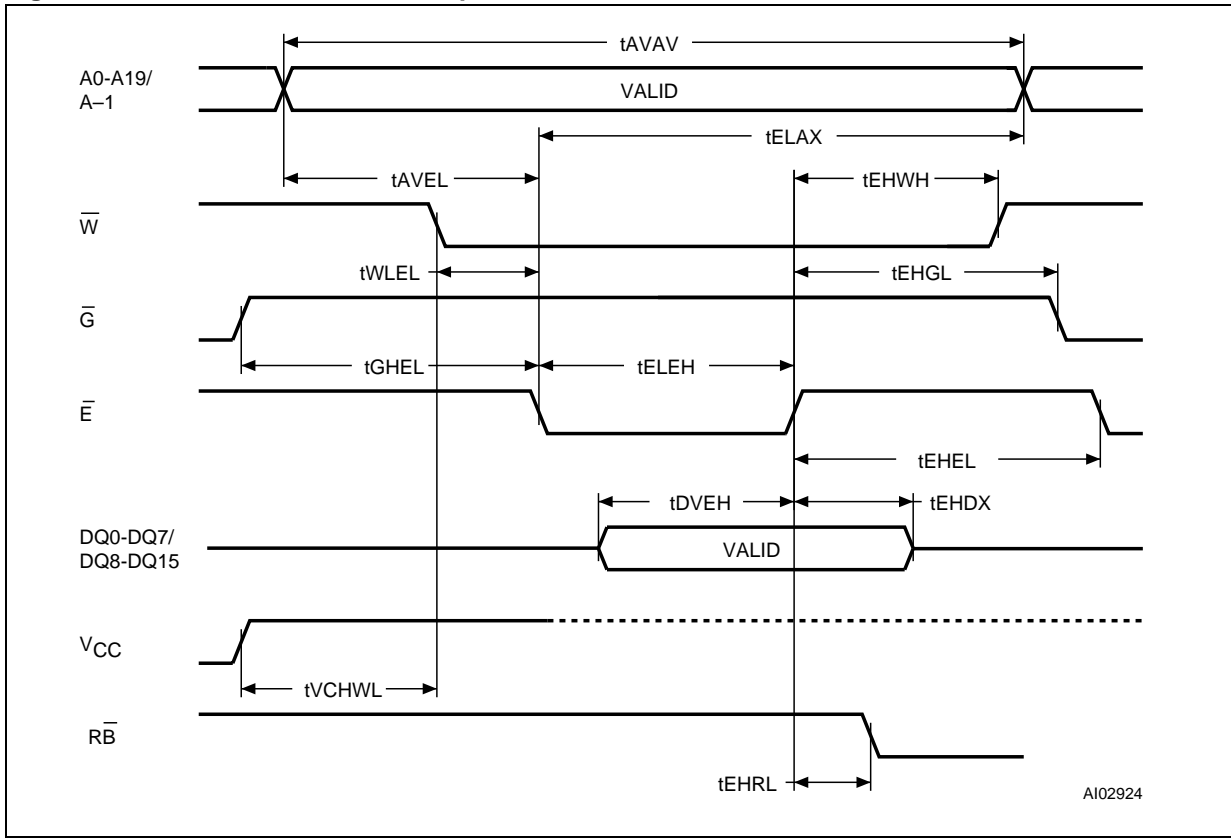 tAVAV
A0-A19/
A–1
VALID
tELAX
tAVEL
tEHWH
W̅
tWLEL
tEHGL
G̅
tGHEL
tELEH
E̅
tEHEL
tDVEH
tEHDX
DQ0-DQ7/
DQ8-DQ15
VALID
VCC
tVCHWL
RB̅
tEHRL
AI02924